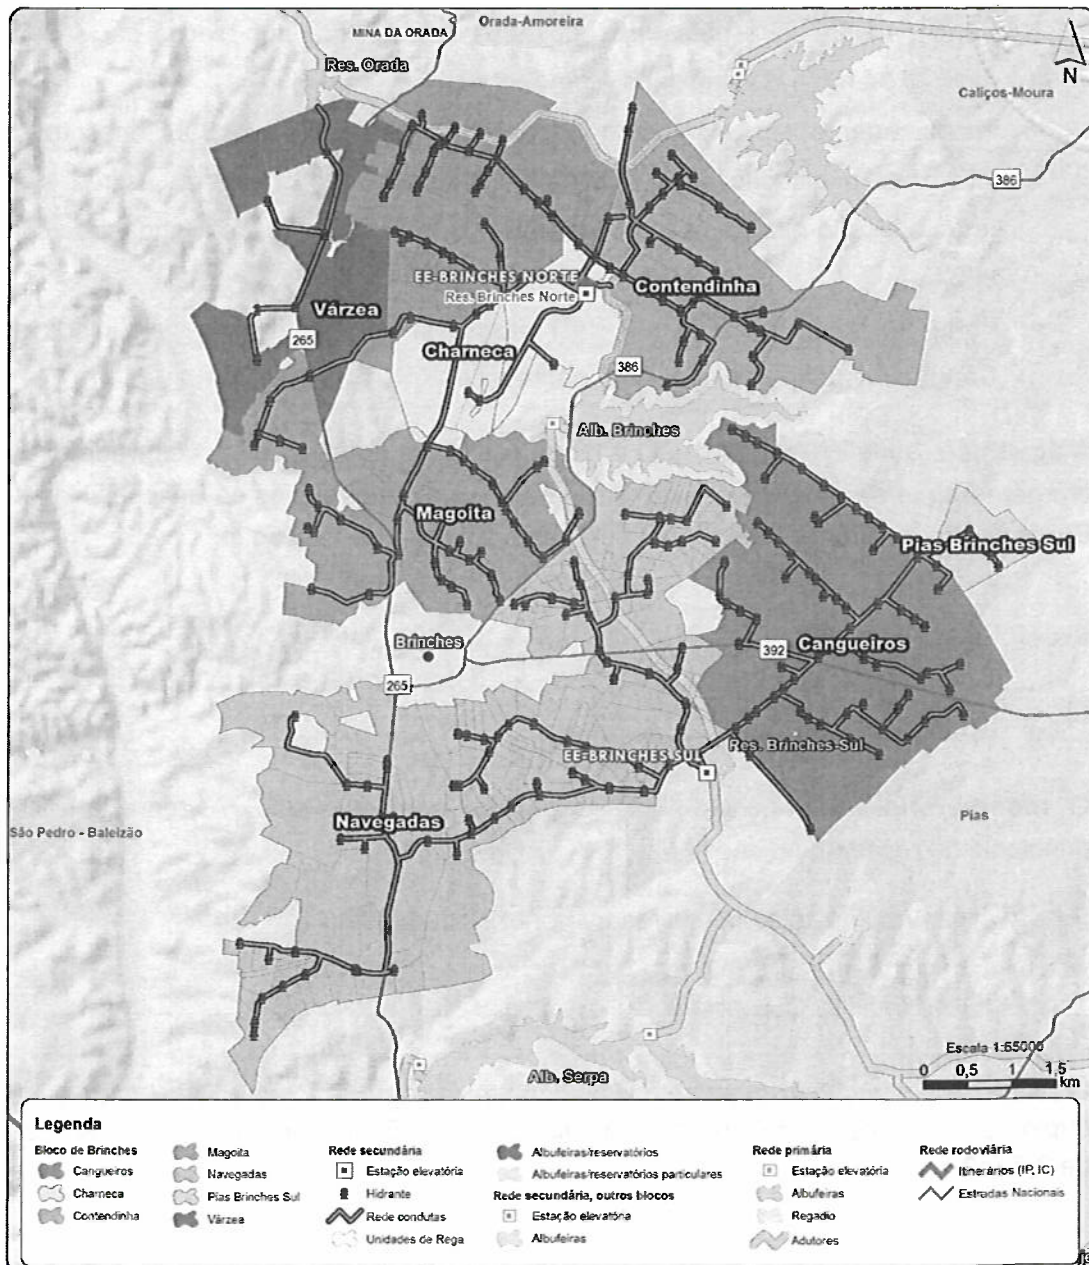 Orada-Amoreira
MINA DA ORADA
Res. Orada
N
Caliços-Moura
386
EE-BRINCHES NORTE
Res. Brinches Norte
Contendinha
Várzea
265
Charneca
386
Alb. Brinches
Magoita
Pias Brinches Sul
Brinches
392
Cangueiros
265
Res. Brinches-Sul
EE-BRINCHES SUL
Navegadas
São Pedro - Baleizão
Pias
Escala 1:65000
0 0,5 1 1,5
km
Alb. Serpa
Legenda
Bloco de Brinches
Cangueiros
Charneca
Contendinha
Magoita
Navegadas
Pias Brinches Sul
Várzea
Rede secundária
Estação elevatória
Hidrante
Rede condutas
Unidades de Rega
Albufeiras/reservatórios
Albufeiras/reservatórios particulares
Rede secundária, outros blocos
Estação elevatória
Albufeiras
Rede primária
Estação elevatória
Albufeiras
Regadio
Adutores
Rede rodoviária
Itinerários (IP, IC)
Estradas Nacionais